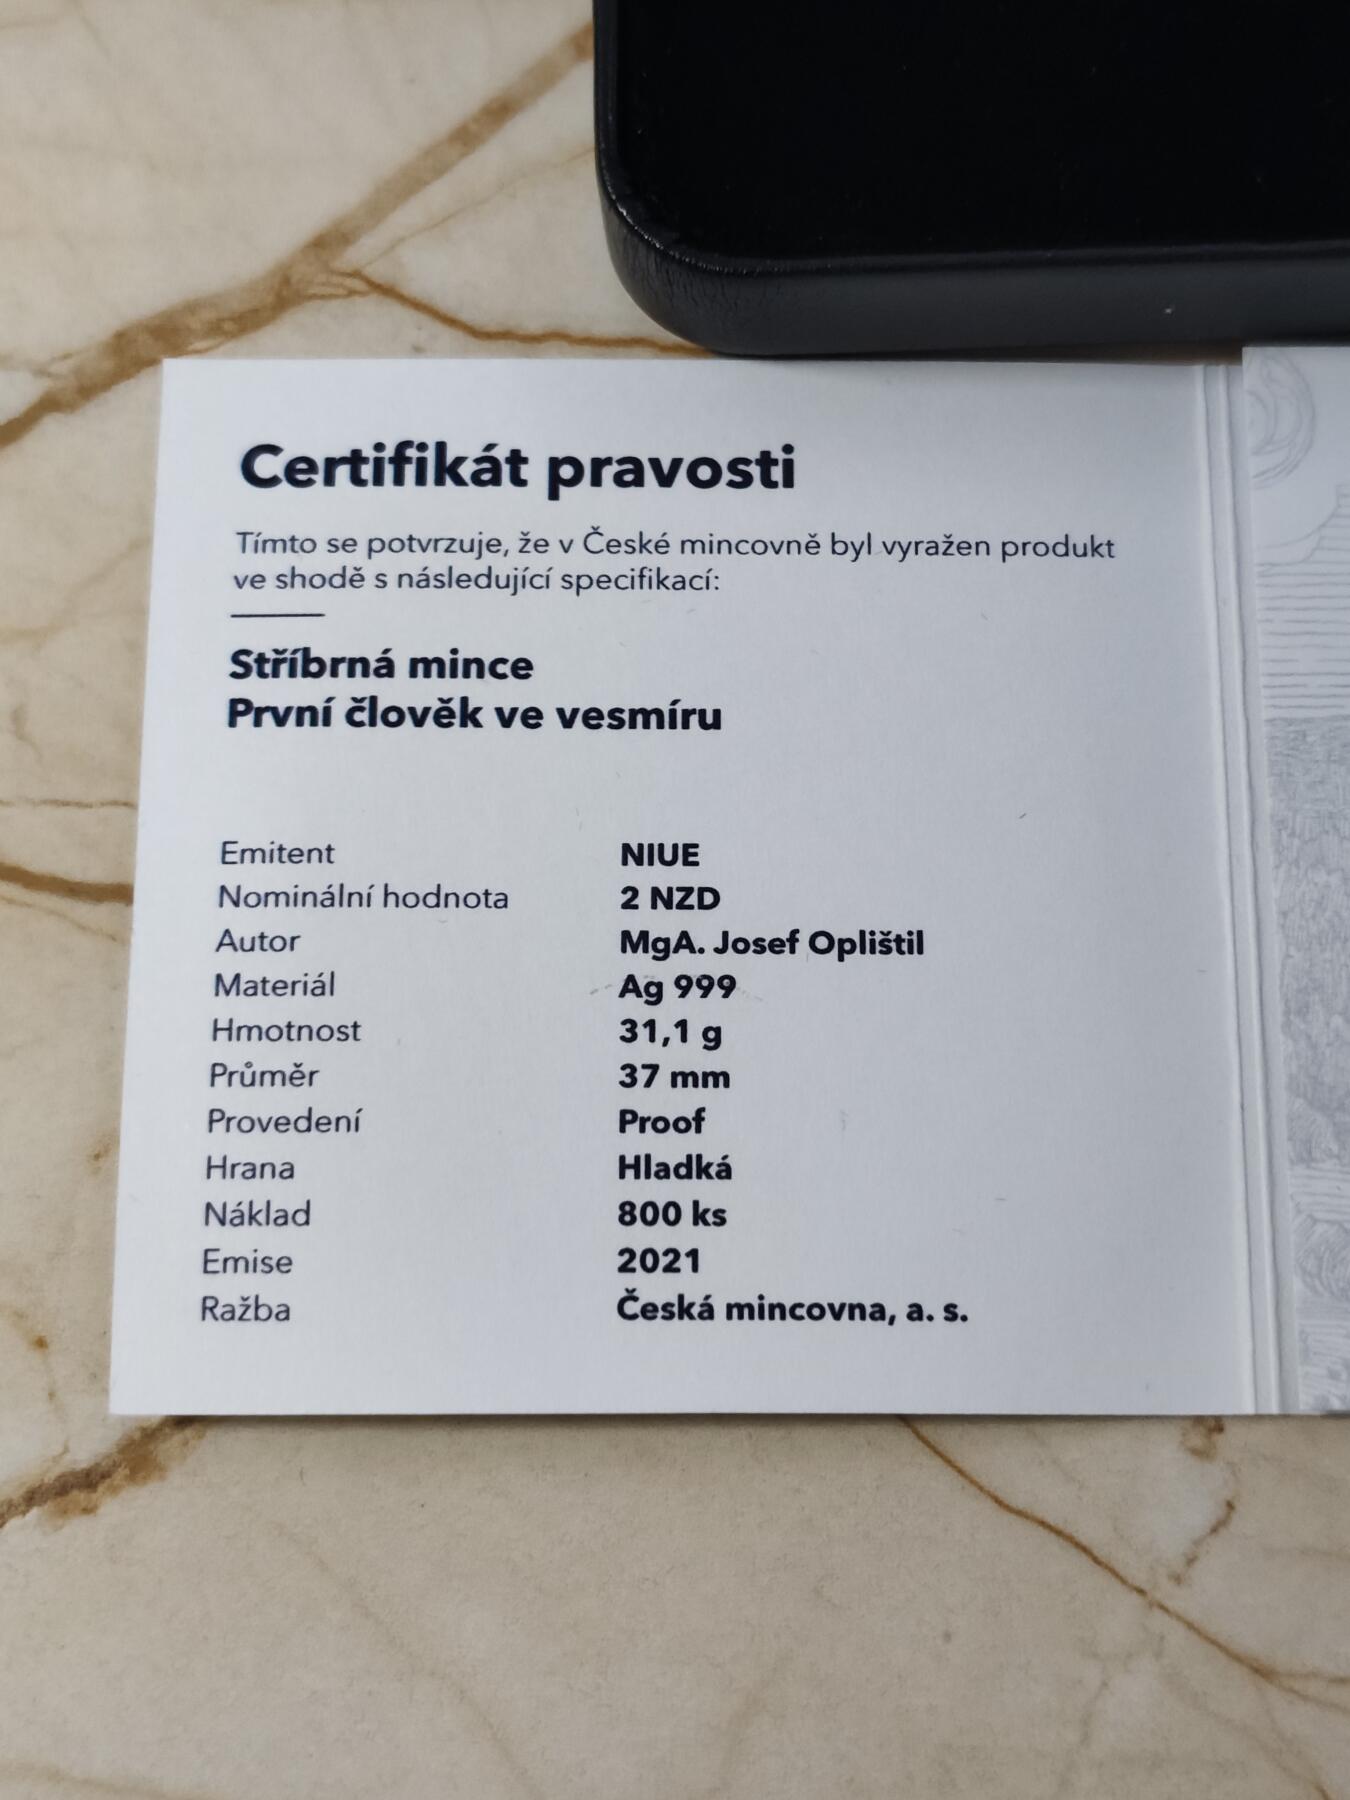 Certifikát pravosti
Tímto se potvrzuje, že v České mincovně byl vyražen produkt
ve shodě s následující specifikací:
Stříbrná mince
První člověk ve vesmíru
Emitent NIUE
Nominální hodnota 2 NZD
Autor MgA. Josef Oplištil
Materiál Ag 999
Hmotnost 31,1 g
Průměr 37 mm
Provedení Proof
Hrana Hladká
Náklad 800 ks
Emise 2021
Ražba Česká mincovna, a. s.